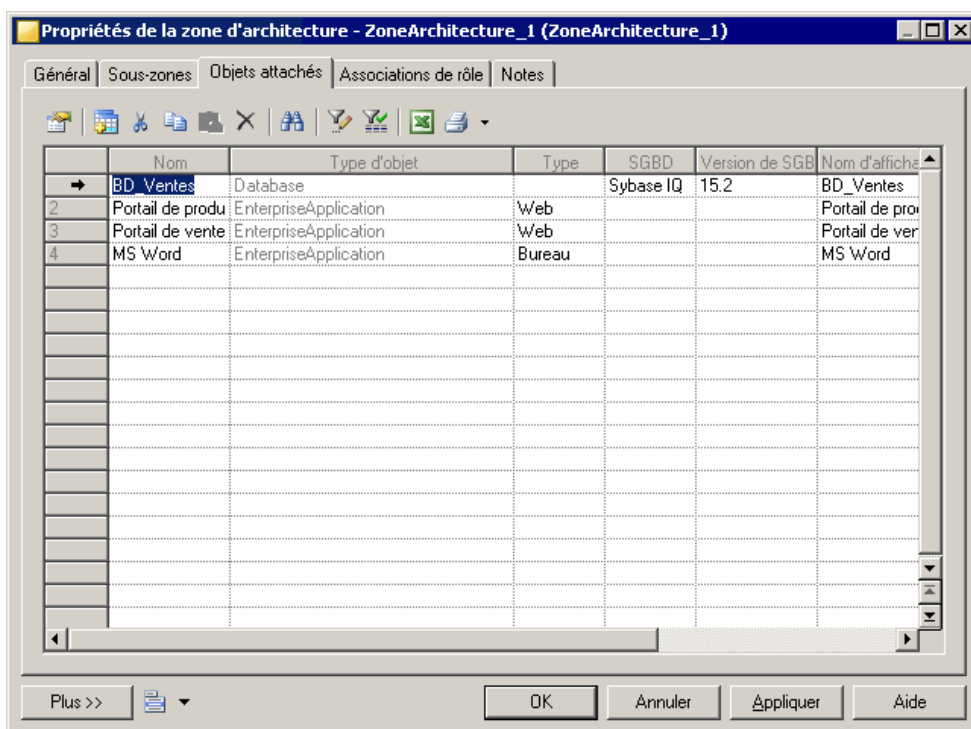 Propriétés de la zone d'architecture - ZoneArchitecture_1 (ZoneArchitecture_1)
Général Sous-zones Objets attachés Associations de rôle Notes
Nom Type d'objet Type SGBD Version de SGB Nom d'afficha
BD_Ventes Database Sybase IQ 15.2 BD_Ventes
2 Portail de produ EnterpriseApplication Web Portail de pro
3 Portail de vente EnterpriseApplication Web Portail de ven
4 MS Word EnterpriseApplication Bureau MS Word
Plus >> OK Annuler Appliquer Aide